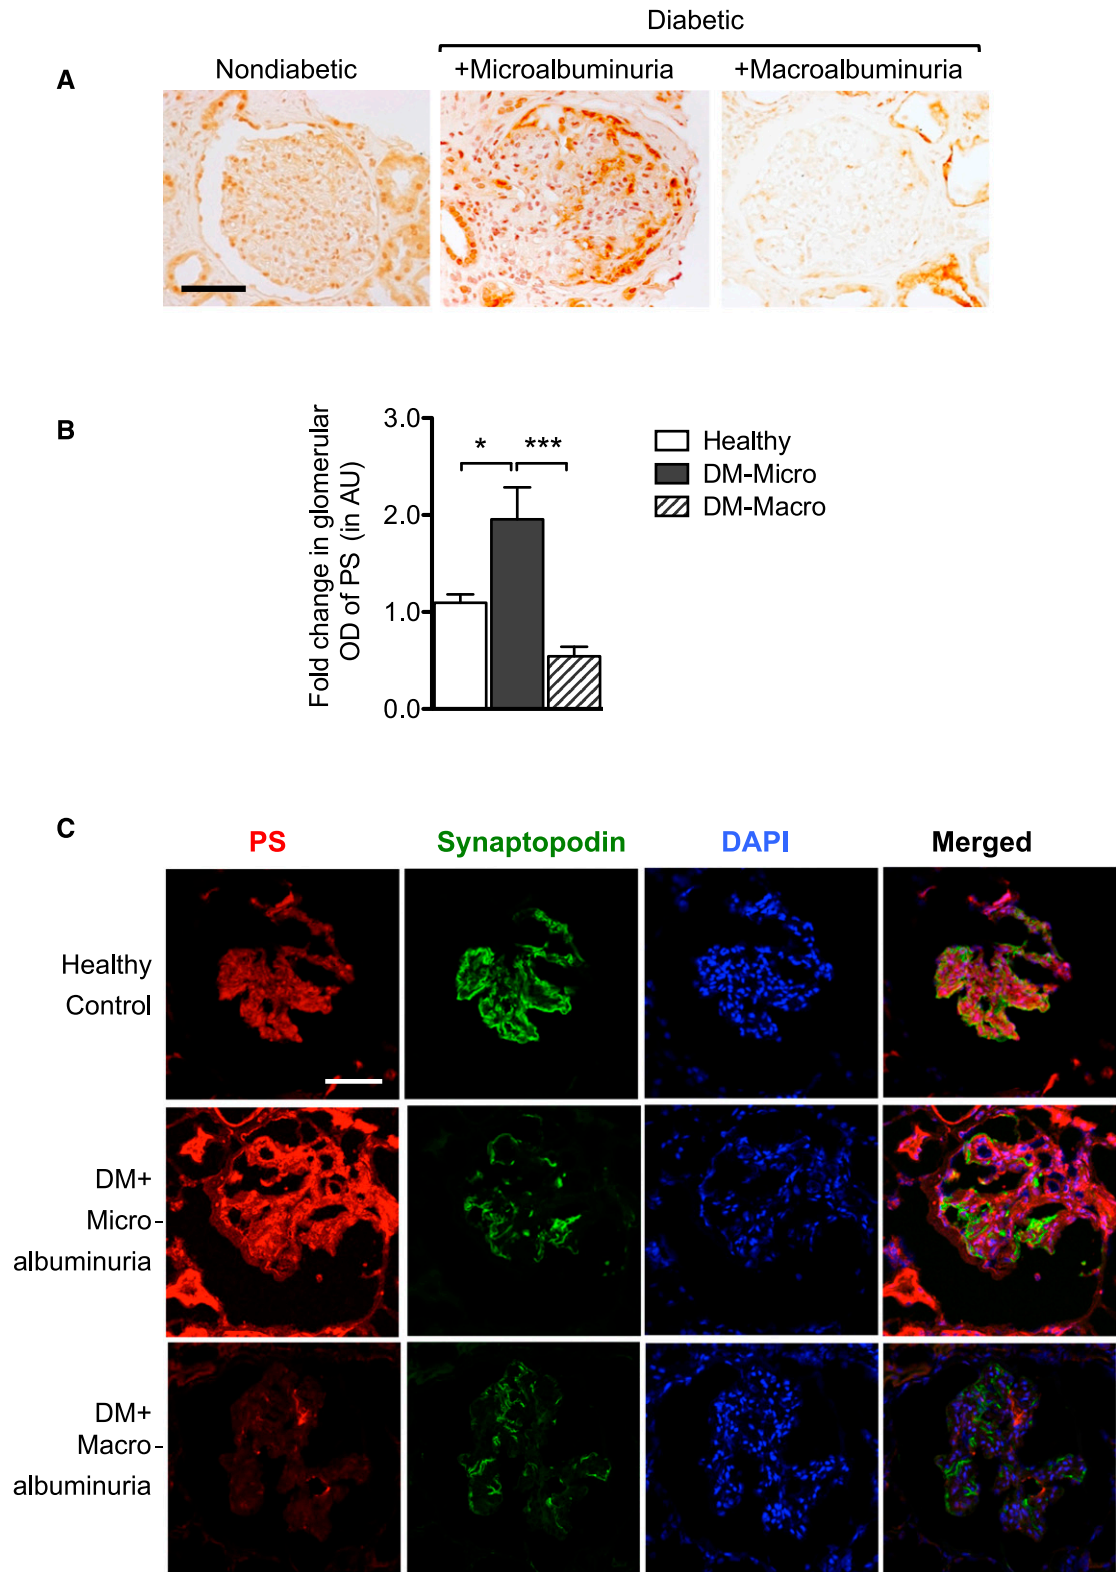 Diabetic
A
Nondiabetic
+Microalbuminuria
+Macroalbuminuria
B
Fold change in glomerular
OD of PS (in AU)
3.0
2.0
1.0
0.0
*
***
Healthy
DM-Micro
DM-Macro
C
PS
Synaptopodin
DAPI
Merged
Healthy
Control
DM+
Micro-
albuminuria
DM+
Macro-
albuminuria